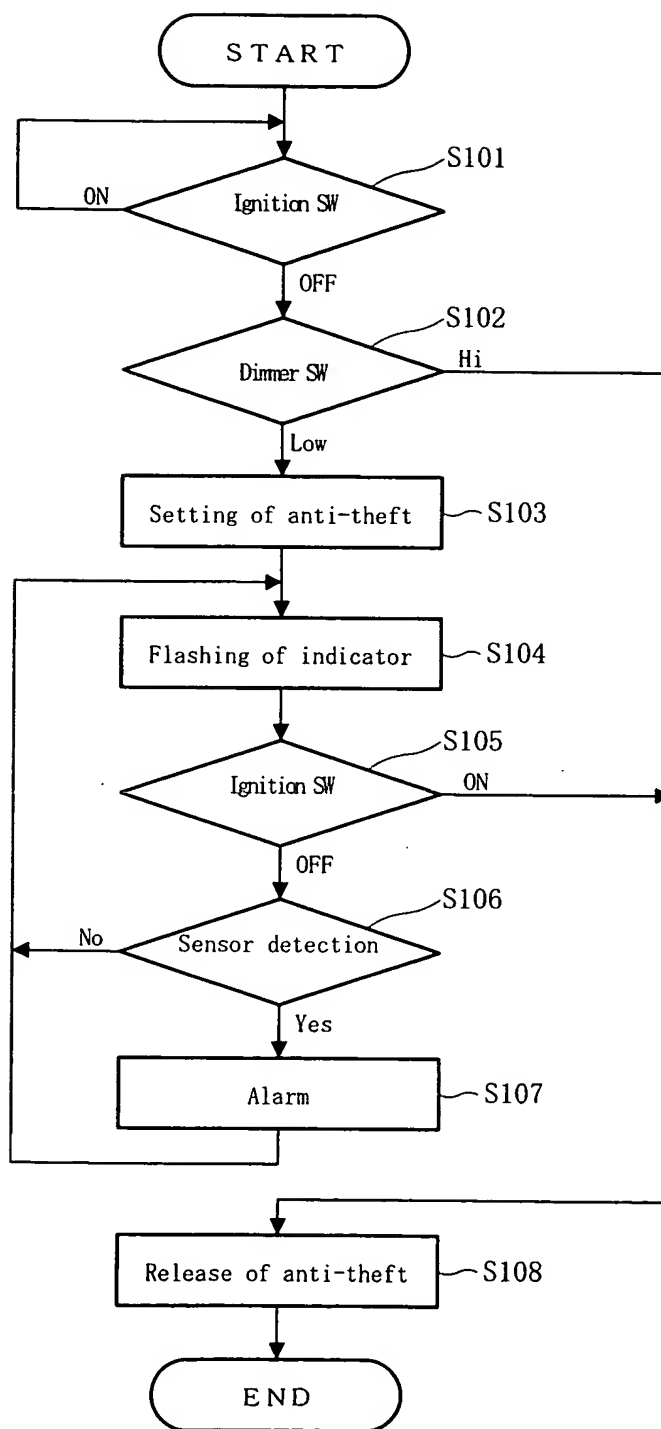 START
S101
ON
Ignition SW
OFF
S102
Hi
Dimmer SW
Low
Setting of anti-theft
S103
Flashing of indicator
S104
S105
Ignition SW
ON
OFF
S106
No
Sensor detection
Yes
Alarm
S107
Release of anti-theft
S108
END